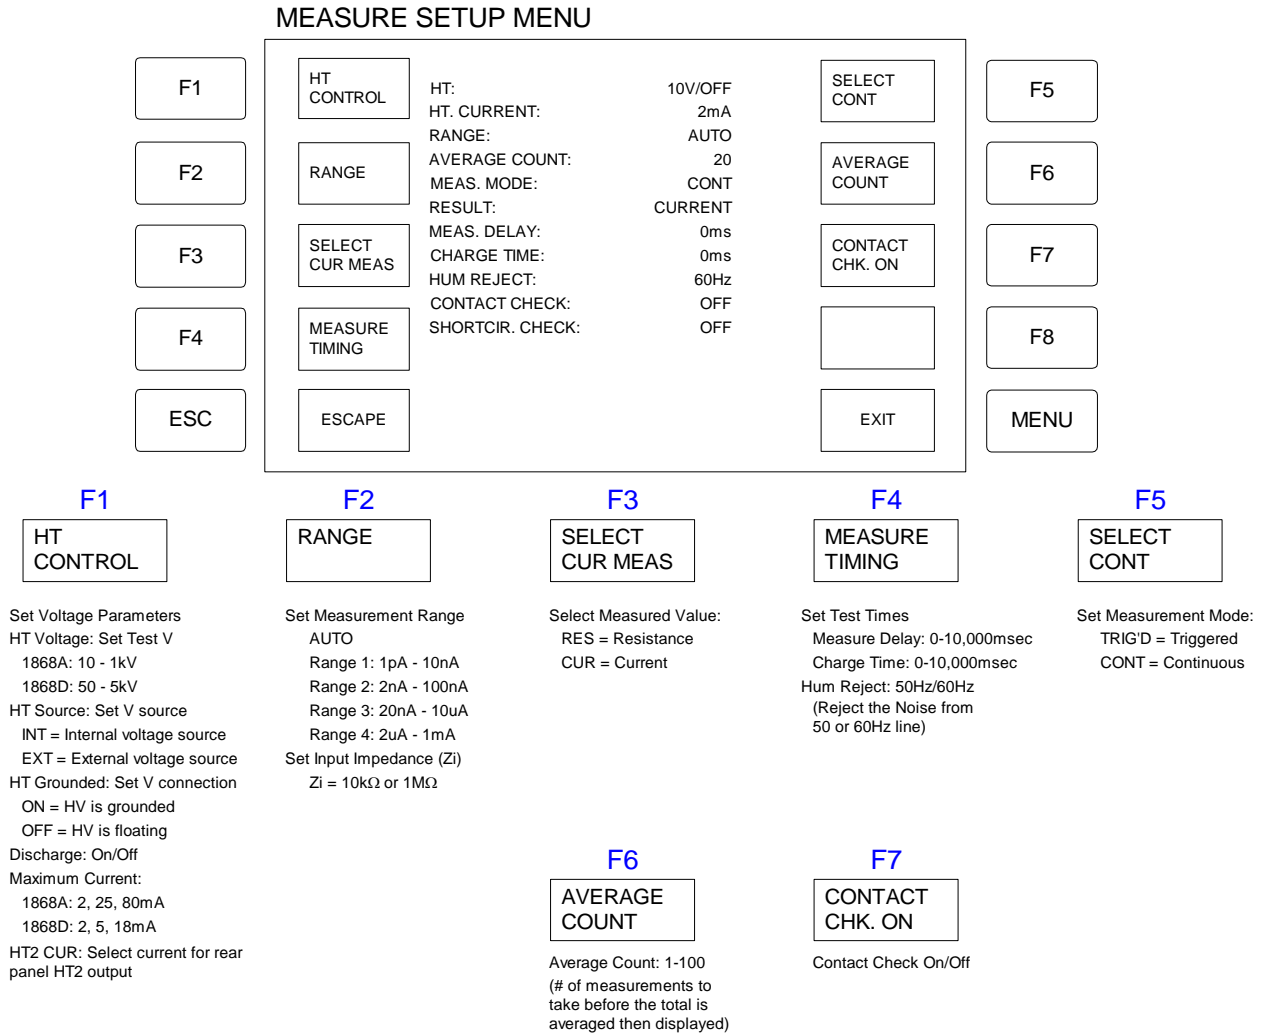 MEASURE SETUP MENU
F1
F2
F3
F4
ESC
HT
CONTROL
RANGE
SELECT
CUR MEAS
MEASURE
TIMING
ESCAPE
HT: 10V/OFF
HT. CURRENT: 2mA
RANGE: AUTO
AVERAGE COUNT: 20
MEAS. MODE: CONT
RESULT: CURRENT
MEAS. DELAY: 0ms
CHARGE TIME: 0ms
HUM REJECT: 60Hz
CONTACT CHECK: OFF
SHORTCIR. CHECK: OFF
SELECT
CONT
AVERAGE
COUNT
CONTACT
CHK. ON
EXIT
F5
F6
F7
F8
MENU
F1
HT
CONTROL
Set Voltage Parameters
HT Voltage: Set Test V
1868A: 10 - 1kV
1868D: 50 - 5kV
HT Source: Set V source
INT = Internal voltage source
EXT = External voltage source
HT Grounded: Set V connection
ON = HV is grounded
OFF = HV is floating
Discharge: On/Off
Maximum Current:
1868A: 2, 25, 80mA
1868D: 2, 5, 18mA
HT2 CUR: Select current for rear
panel HT2 output
F2
RANGE
Set Measurement Range
AUTO
Range 1: 1pA - 10nA
Range 2: 2nA - 100nA
Range 3: 20nA - 10uA
Range 4: 2uA - 1mA
Set Input Impedance (Zi)
Zi = 10kΩ or 1MΩ
F3
SELECT
CUR MEAS
Select Measured Value:
RES = Resistance
CUR = Current
F4
MEASURE
TIMING
Set Test Times
Measure Delay: 0-10,000msec
Charge Time: 0-10,000msec
Hum Reject: 50Hz/60Hz
(Reject the Noise from
50 or 60Hz line)
F5
SELECT
CONT
Set Measurement Mode:
TRIG'D = Triggered
CONT = Continuous
F6
AVERAGE
COUNT
Average Count: 1-100
(# of measurements to
take before the total is
averaged then displayed)
F7
CONTACT
CHK. ON
Contact Check On/Off